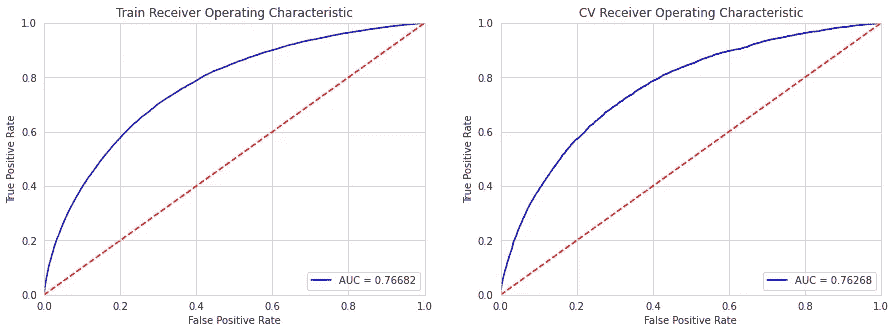 Train Receiver Operating Characteristic
1.0
0.8
0.6
0.4
0.2
0.0
True Positive Rate
0.0 0.2 0.4 0.6 0.8 1.0
False Positive Rate
AUC = 0.76682
CV Receiver Operating Characteristic
1.0
0.8
0.6
0.4
0.2
0.0
True Positive Rate
0.0 0.2 0.4 0.6 0.8 1.0
False Positive Rate
AUC = 0.76268